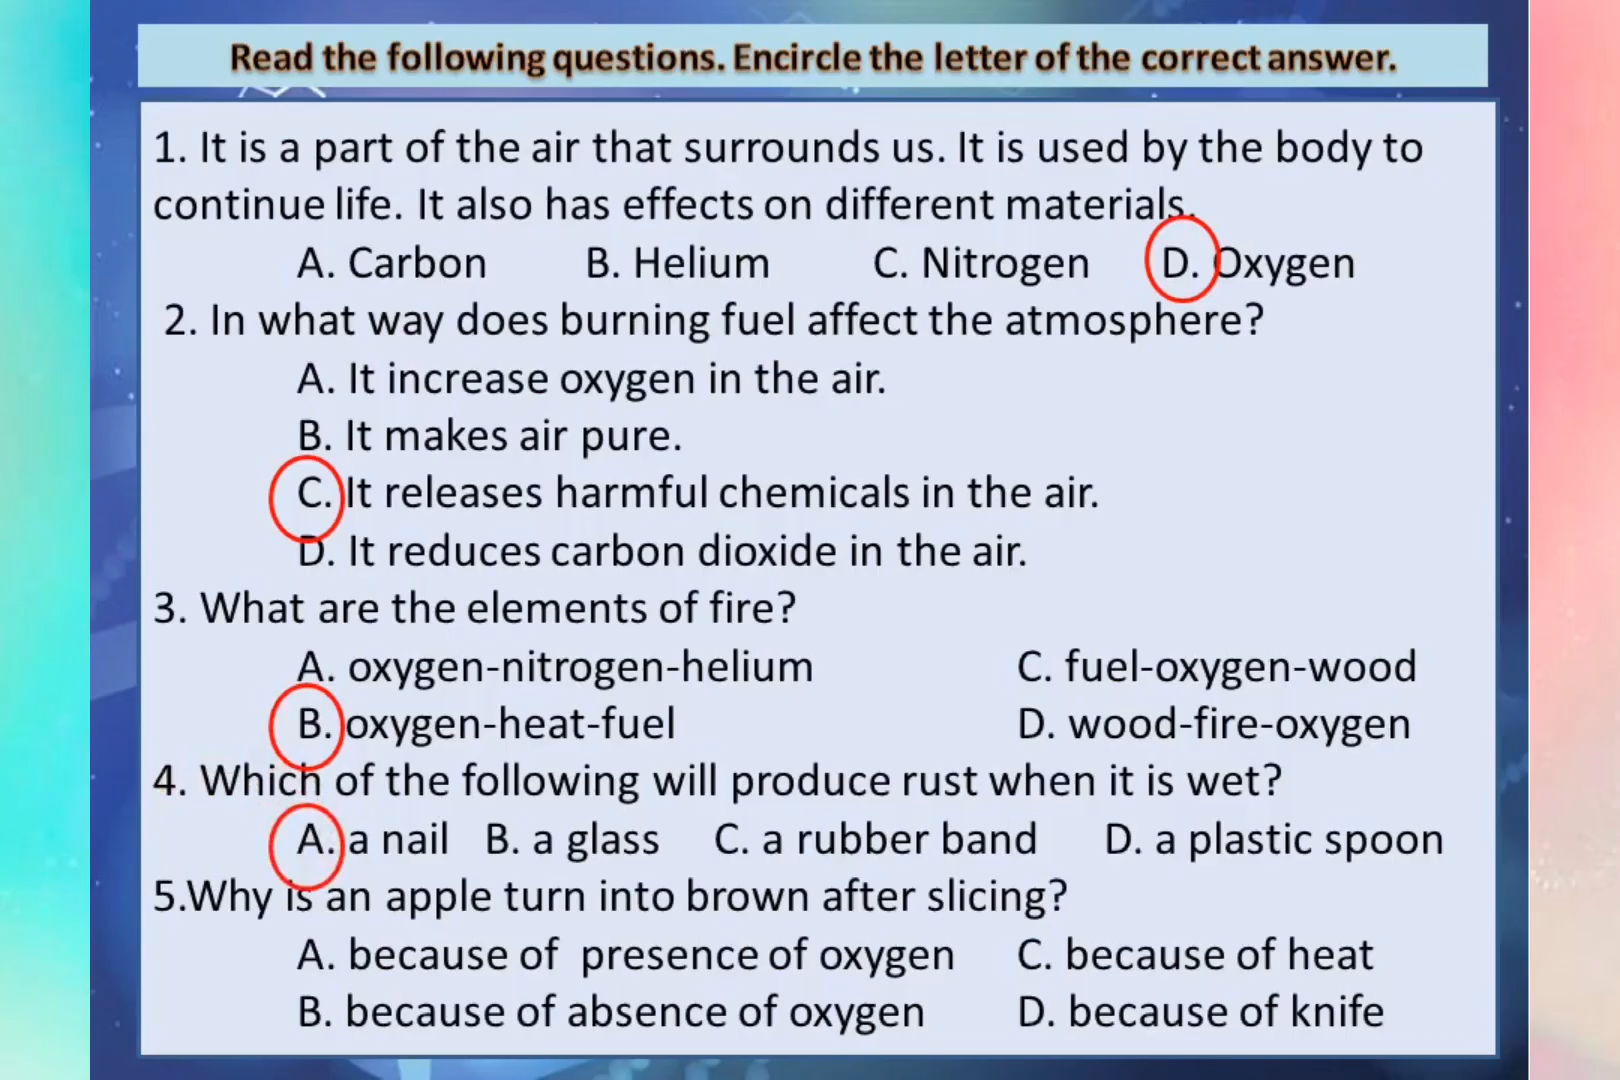 Read the following questions. Encircle the letter of the correct answer.
1. It is a part of the air that surrounds us. It is used by the body to
continue life. It also has effects on different materials.
A. Carbon B. Helium C. Nitrogen D. Oxygen
2. In what way does burning fuel affect the atmosphere?
A. It increase oxygen in the air.
B. It makes air pure.
C. It releases harmful chemicals in the air.
D. It reduces carbon dioxide in the air.
3. What are the elements of fire?
A. oxygen-nitrogen-helium C. fuel-oxygen-wood
B. oxygen-heat-fuel D. wood-fire-oxygen
4. Which of the following will produce rust when it is wet?
A. a nail B. a glass C. a rubber band D. a plastic spoon
5.Why is an apple turn into brown after slicing?
A. because of presence of oxygen C. because of heat
B. because of absence of oxygen D. because of knife